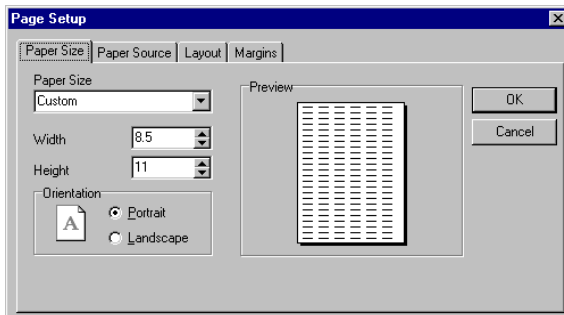 Page Setup
Paper Size Paper Source Layout Margins
Paper Size
Custom
Width 8.5
Height 11
Orientation
A
Portrait
Landscape
Preview
OK
Cancel